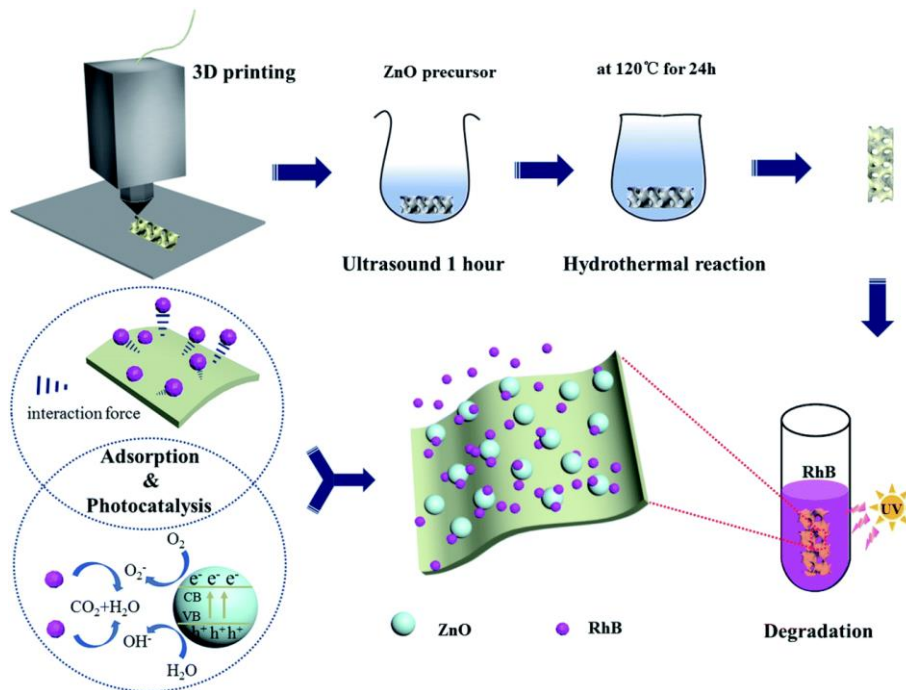 3D printing
ZnO precursor
at 120℃ for 24h
Ultrasound 1 hour
Hydrothermal reaction
interaction force
Adsorption
&
Photocatalysis
O₂
O₂⁻
e⁻ e⁻ e⁻
CB
CO₂+H₂O
VB
h⁺ h⁺ h⁺
OH⁻
H₂O
ZnO
RhB
RhB
UV
Degradation